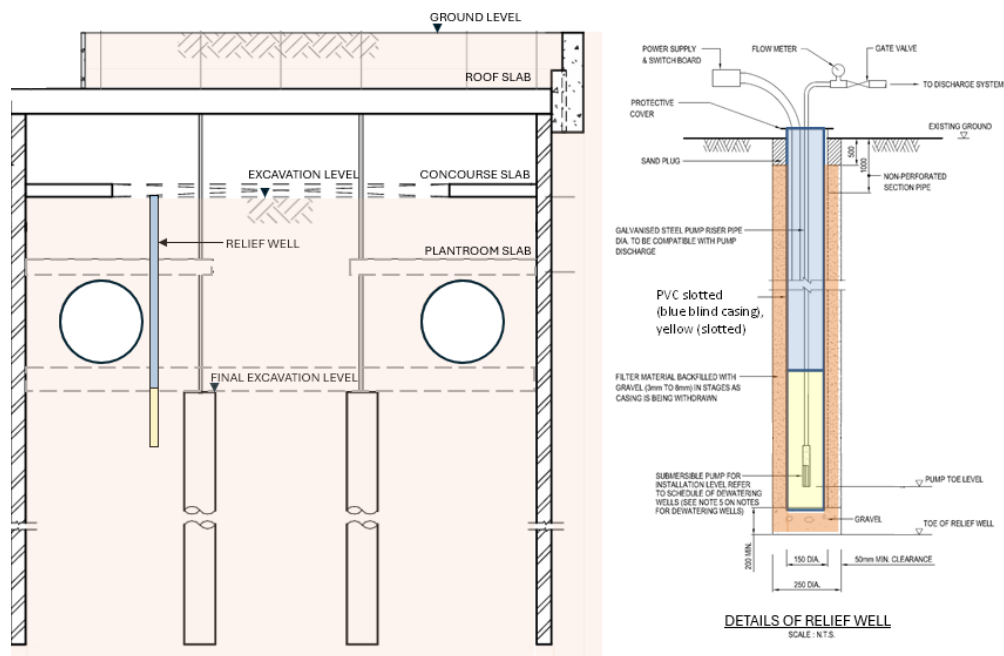 GROUND LEVEL
ROOF SLAB
EXCAVATION LEVEL
CONCOURSE SLAB
RELIEF WELL
PLANTROOM SLAB
FINAL EXCAVATION LEVEL
POWER SUPPLY
& SWITCH BOARD
FLOW METER
GATE VALVE
TO DISCHARGE SYSTEM
PROTECTIVE
COVER
EXISTING GROUND
SAND PLUG
500
1000
NON-PERFORATED
SECTION PIPE
GALVANISED STEEL PUMP RISER PIPE
DIA. TO BE COMPATIBLE WITH PUMP
DISCHARGE
PVC slotted
(blue blind casing),
yellow (slotted)
FILTER MATERIAL BACKFILLED WITH
GRAVEL (3mm TO 8mm) IN STAGES AS
CASING IS BEING WITHDRAWN
SUBMERSIBLE PUMP FOR
INSTALLATION LEVEL REFER
TO SCHEDULE OF DEWATERING
WELLS (SEE NOTE 5 ON NOTES
FOR DEWATERING WELLS)
PUMP TOE LEVEL
GRAVEL
TOE OF RELIEF WELL
200 MIN.
150 DIA.
50mm MIN. CLEARANCE
250 DIA.
DETAILS OF RELIEF WELL
SCALE : N.T.S.